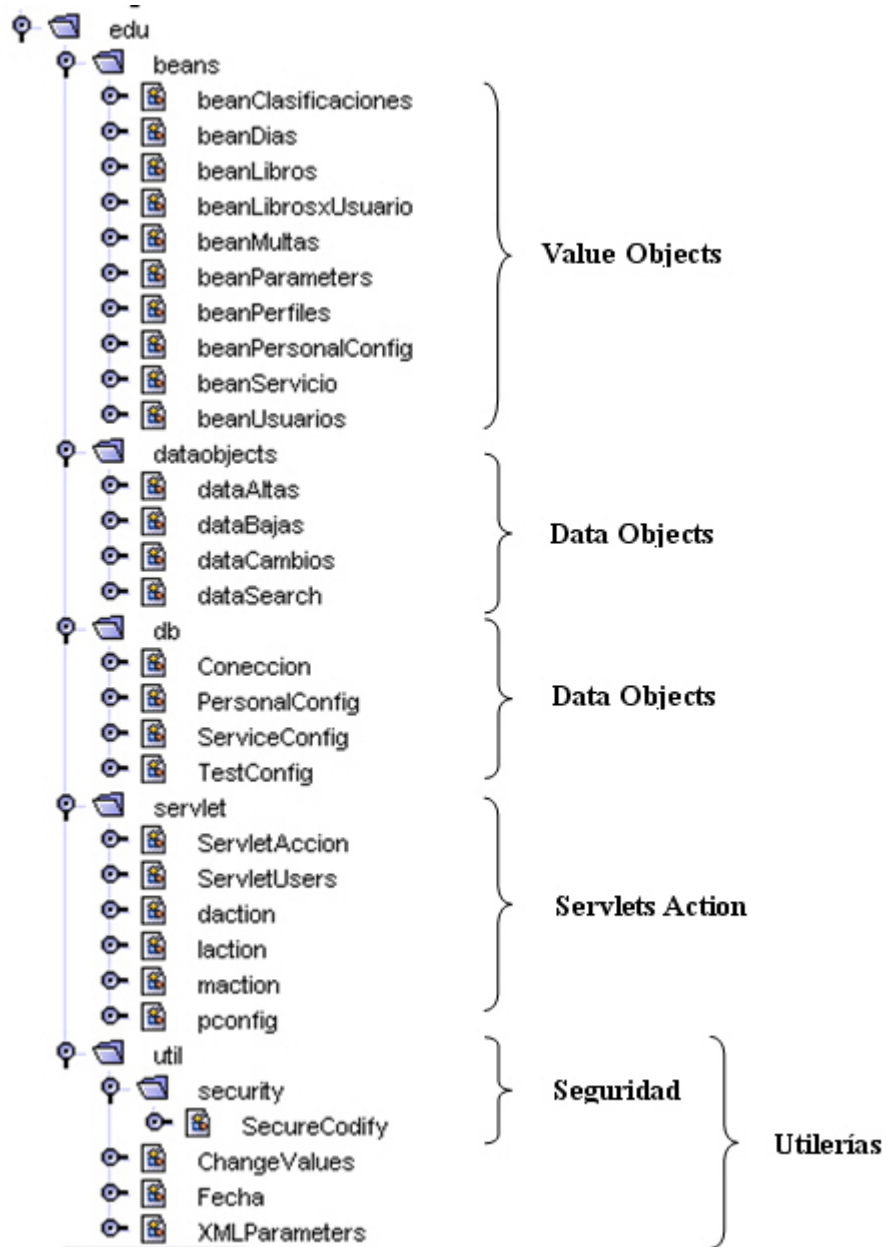 edu
beans
beanClasificaciones
beanDias
beanLibros
beanLibrosxUsuario
beanMultas
beanParameters
beanPerfiles
beanPersonalConfig
beanServicio
beanUsuarios
Value Objects
dataobjects
dataAltas
dataBajas
dataCambios
dataSearch
Data Objects
db
Coneccion
PersonalConfig
ServiceConfig
TestConfig
Data Objects
servlet
ServletAccion
ServletUsers
daction
laction
maction
pconfig
Servlets Action
util
security
SecureCodify
Seguridad
ChangeValues
Fecha
XMLParameters
Utilerías